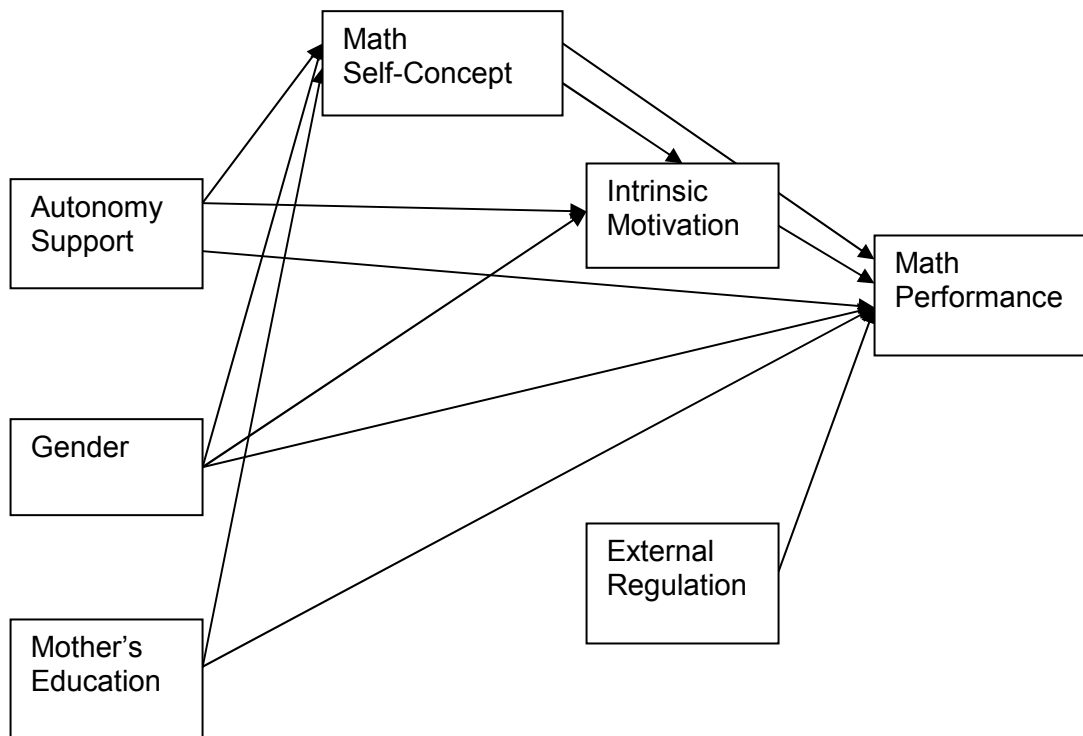 Math
Self-Concept
Autonomy
Support
Intrinsic
Motivation
Math
Performance
Gender
External
Regulation
Mother’s
Education